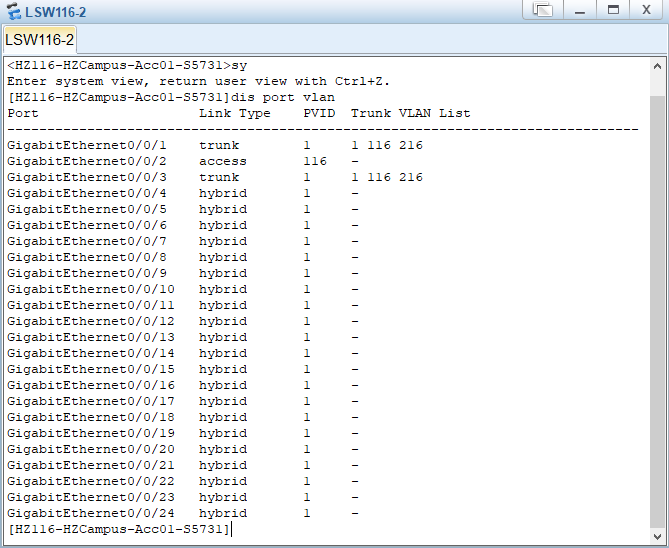 LSW116-2
LSW116-2
<HZ116-HZCampus-Acc01-S5731>sy
Enter system view, return user view with Ctrl+Z.
[HZ116-HZCampus-Acc01-S5731]dis port vlan
Port                    Link Type    PVID  Trunk VLAN List
-------------------------------------------------------------------------------
GigabitEthernet0/0/1    trunk        1     1 116 216
GigabitEthernet0/0/2    access       116   -
GigabitEthernet0/0/3    trunk        1     1 116 216
GigabitEthernet0/0/4    hybrid       1     -
GigabitEthernet0/0/5    hybrid       1     -
GigabitEthernet0/0/6    hybrid       1     -
GigabitEthernet0/0/7    hybrid       1     -
GigabitEthernet0/0/8    hybrid       1     -
GigabitEthernet0/0/9    hybrid       1     -
GigabitEthernet0/0/10   hybrid       1     -
GigabitEthernet0/0/11   hybrid       1     -
GigabitEthernet0/0/12   hybrid       1     -
GigabitEthernet0/0/13   hybrid       1     -
GigabitEthernet0/0/14   hybrid       1     -
GigabitEthernet0/0/15   hybrid       1     -
GigabitEthernet0/0/16   hybrid       1     -
GigabitEthernet0/0/17   hybrid       1     -
GigabitEthernet0/0/18   hybrid       1     -
GigabitEthernet0/0/19   hybrid       1     -
GigabitEthernet0/0/20   hybrid       1     -
GigabitEthernet0/0/21   hybrid       1     -
GigabitEthernet0/0/22   hybrid       1     -
GigabitEthernet0/0/23   hybrid       1     -
GigabitEthernet0/0/24   hybrid       1     -
[HZ116-HZCampus-Acc01-S5731]